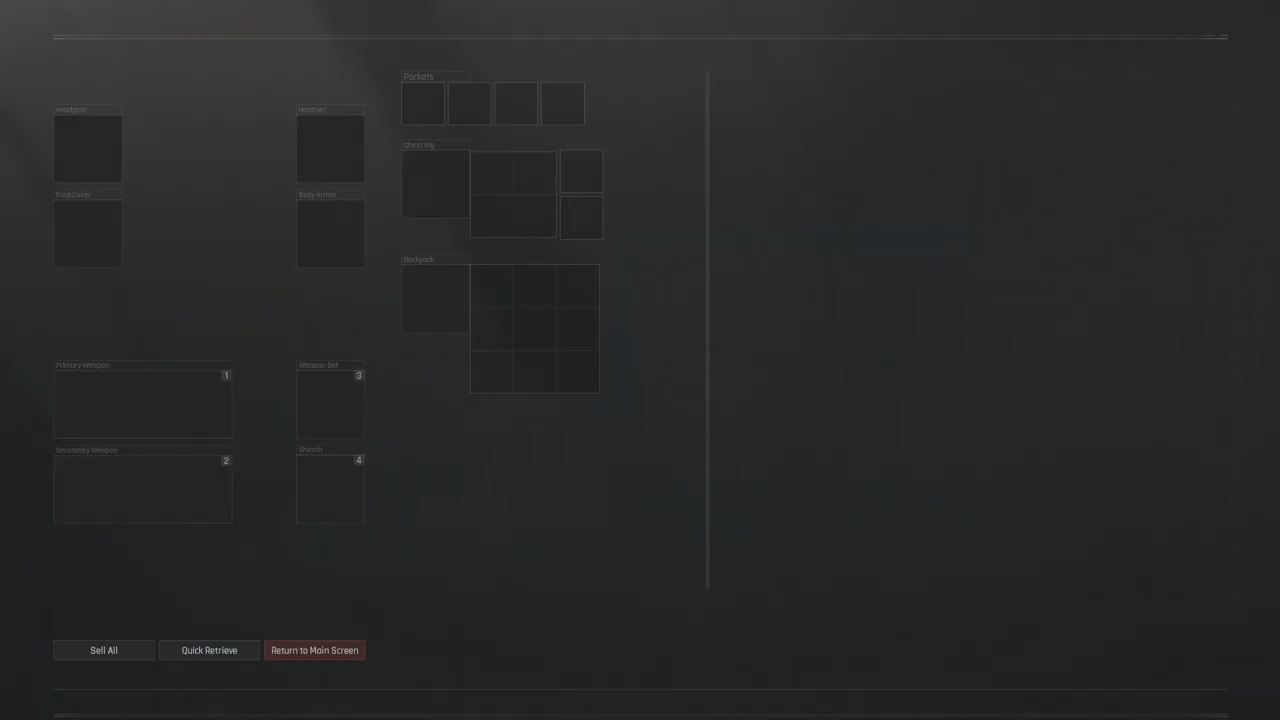 Pockets
Headgear
Headset
Chest Rig
Face Cover
Body Armor
Backpack
Primary Weapon
1
Weapon Set
3
Secondary Weapon
2
Sheath
4
Sell All
Quick Retrieve
Return to Main Screen